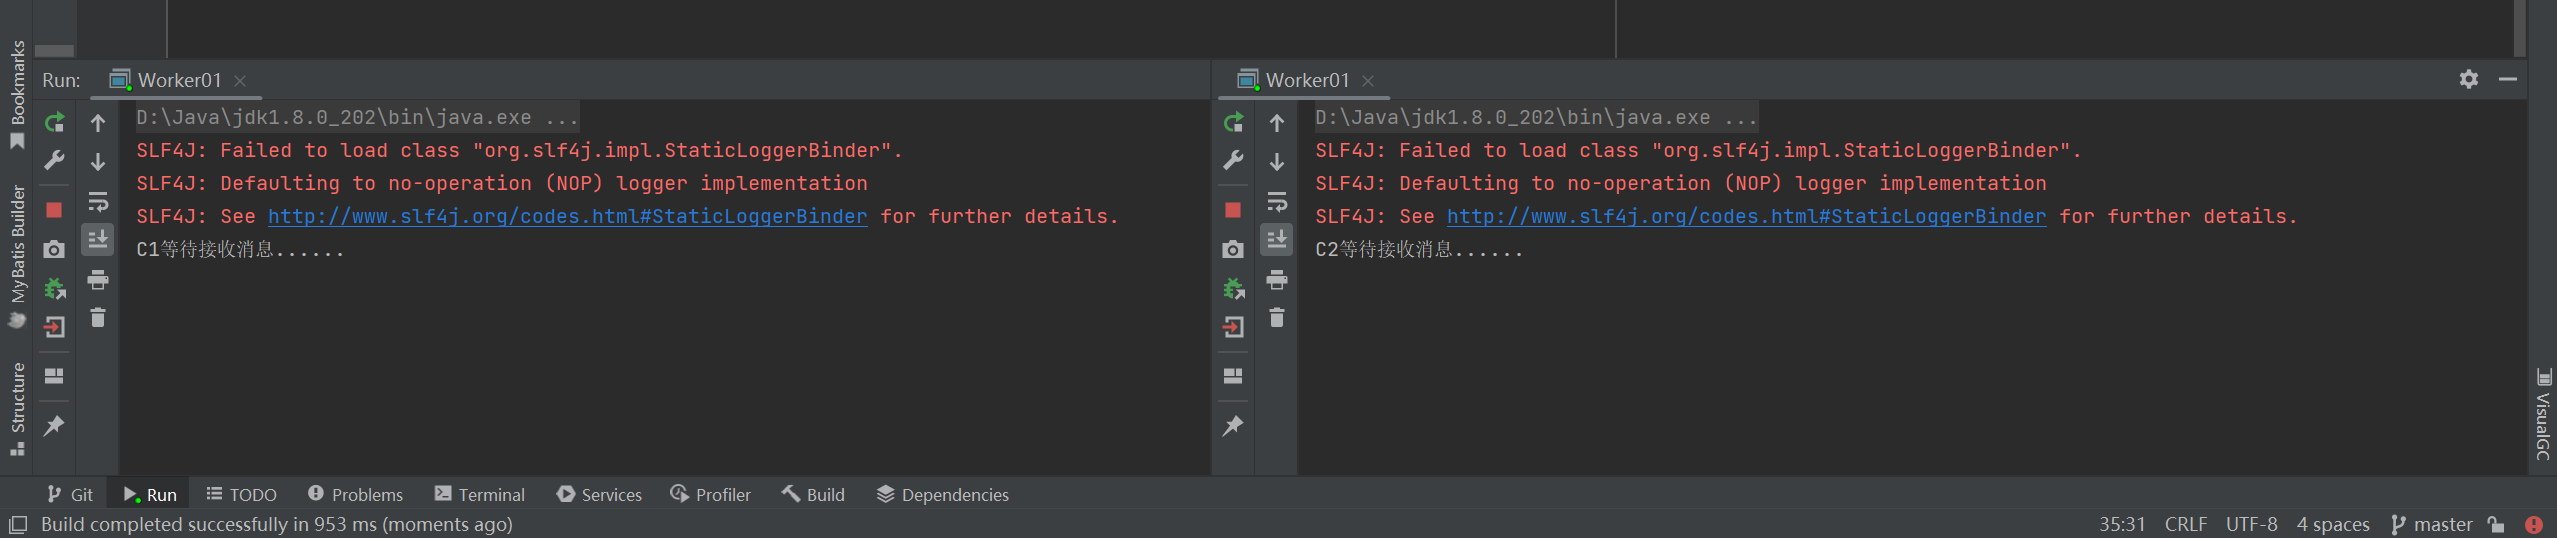 Bookmarks
MyBatis Builder
Structure
Run: Worker01
D:\Java\jdk1.8.0_202\bin\java.exe ...
SLF4J: Failed to load class "org.slf4j.impl.StaticLoggerBinder".
SLF4J: Defaulting to no-operation (NOP) logger implementation
SLF4J: See http://www.slf4j.org/codes.html#StaticLoggerBinder for further details.
C1等待接收消息......
Worker01
D:\Java\jdk1.8.0_202\bin\java.exe ...
SLF4J: Failed to load class "org.slf4j.impl.StaticLoggerBinder".
SLF4J: Defaulting to no-operation (NOP) logger implementation
SLF4J: See http://www.slf4j.org/codes.html#StaticLoggerBinder for further details.
C2等待接收消息......
VisualGC
Git Run TODO Problems Terminal Services Profiler Build Dependencies
Build completed successfully in 953 ms (moments ago) 35:31 CRLF UTF-8 4 spaces master